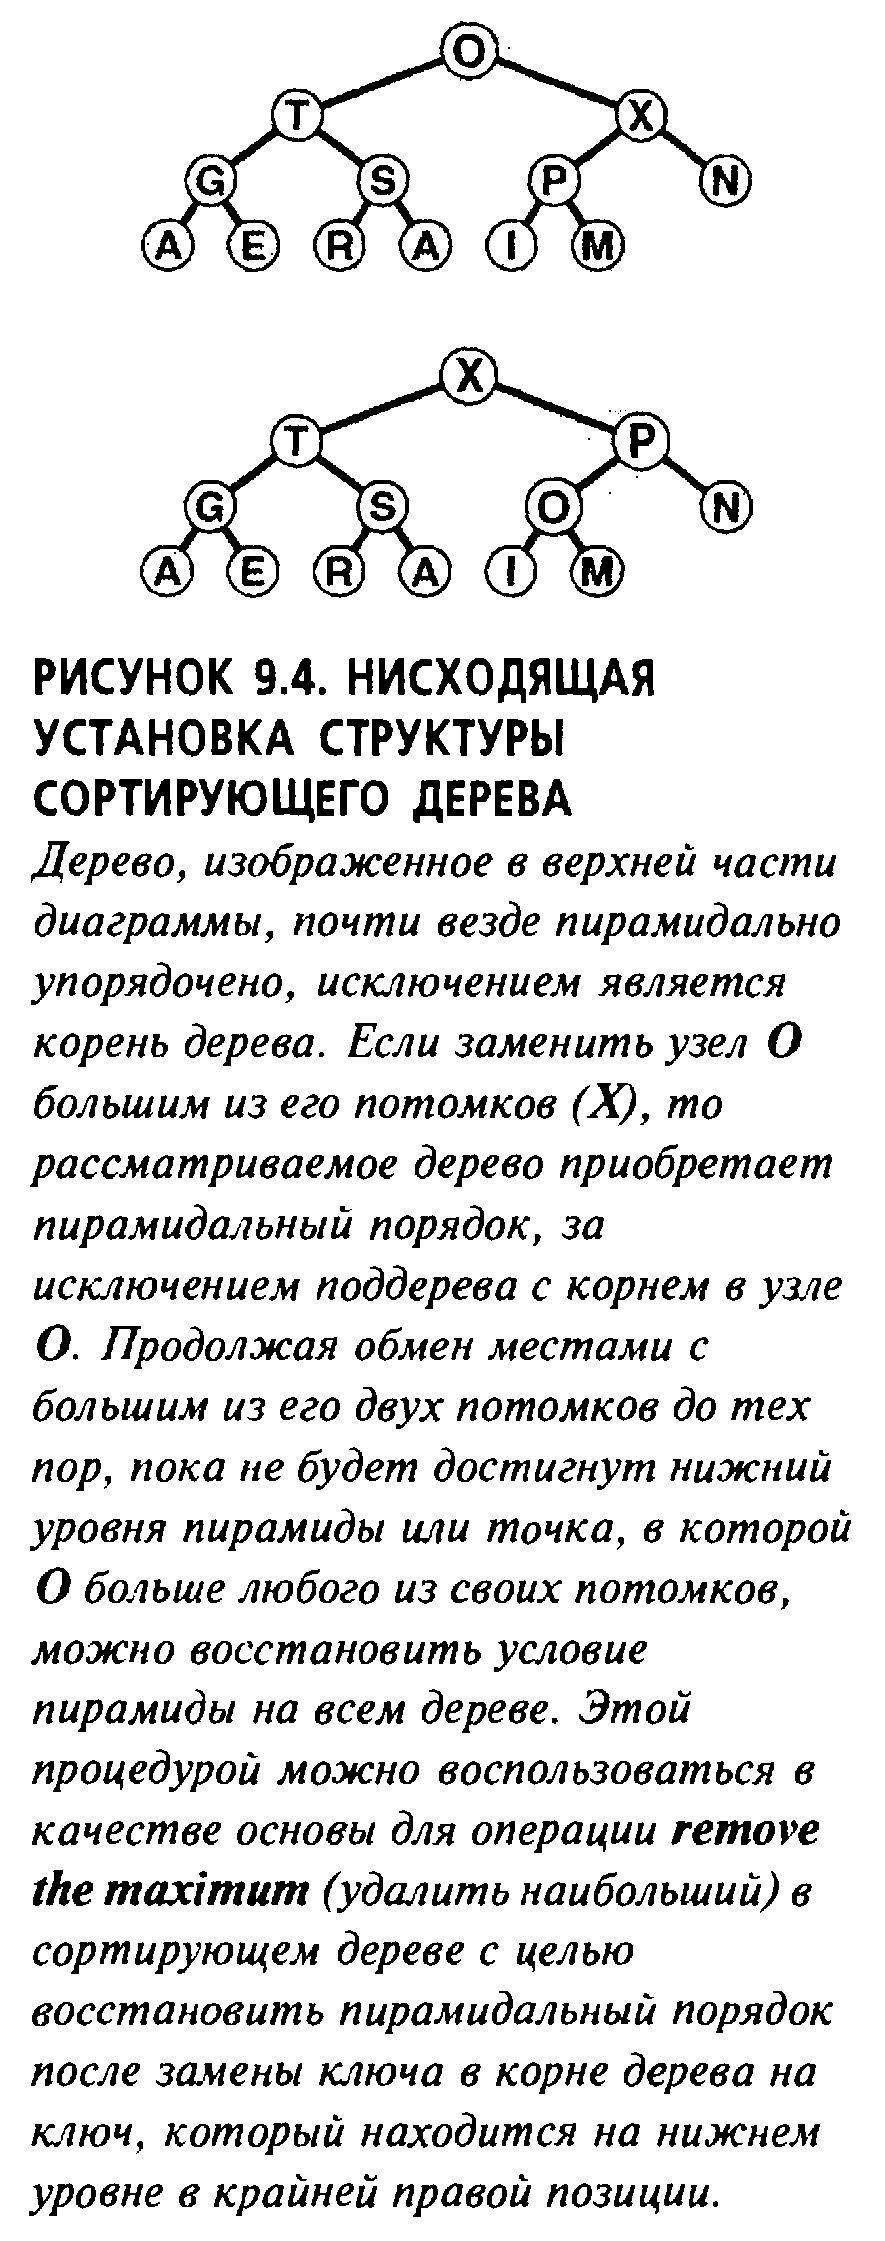 O
T X
G S P N
A E R A I M
X
T P
G S O N
A E R A I M
РИСУНОК 9.4. НИСХОДЯЩАЯ
УСТАНОВКА СТРУКТУРЫ
СОРТИРУЮЩЕГО ДЕРЕВА
Дерево, изображенное в верхней части
диаграммы, почти везде пирамидально
упорядочено, исключением является
корень дерева. Если заменить узел O
большим из его потомков (X), то
рассматриваемое дерево приобретает
пирамидальный порядок, за
исключением поддерева с корнем в узле
O. Продолжая обмен местами с
большим из его двух потомков до тех
пор, пока не будет достигнут нижний
уровня пирамиды или точка, в которой
O больше любого из своих потомков,
можно восстановить условие
пирамиды на всем дереве. Этой
процедурой можно воспользоваться в
качестве основы для операции remove
the maximum (удалить наибольший) в
сортирующем дереве с целью
восстановить пирамидальный порядок
после замены ключа в корне дерева на
ключ, который находится на нижнем
уровне в крайней правой позиции.